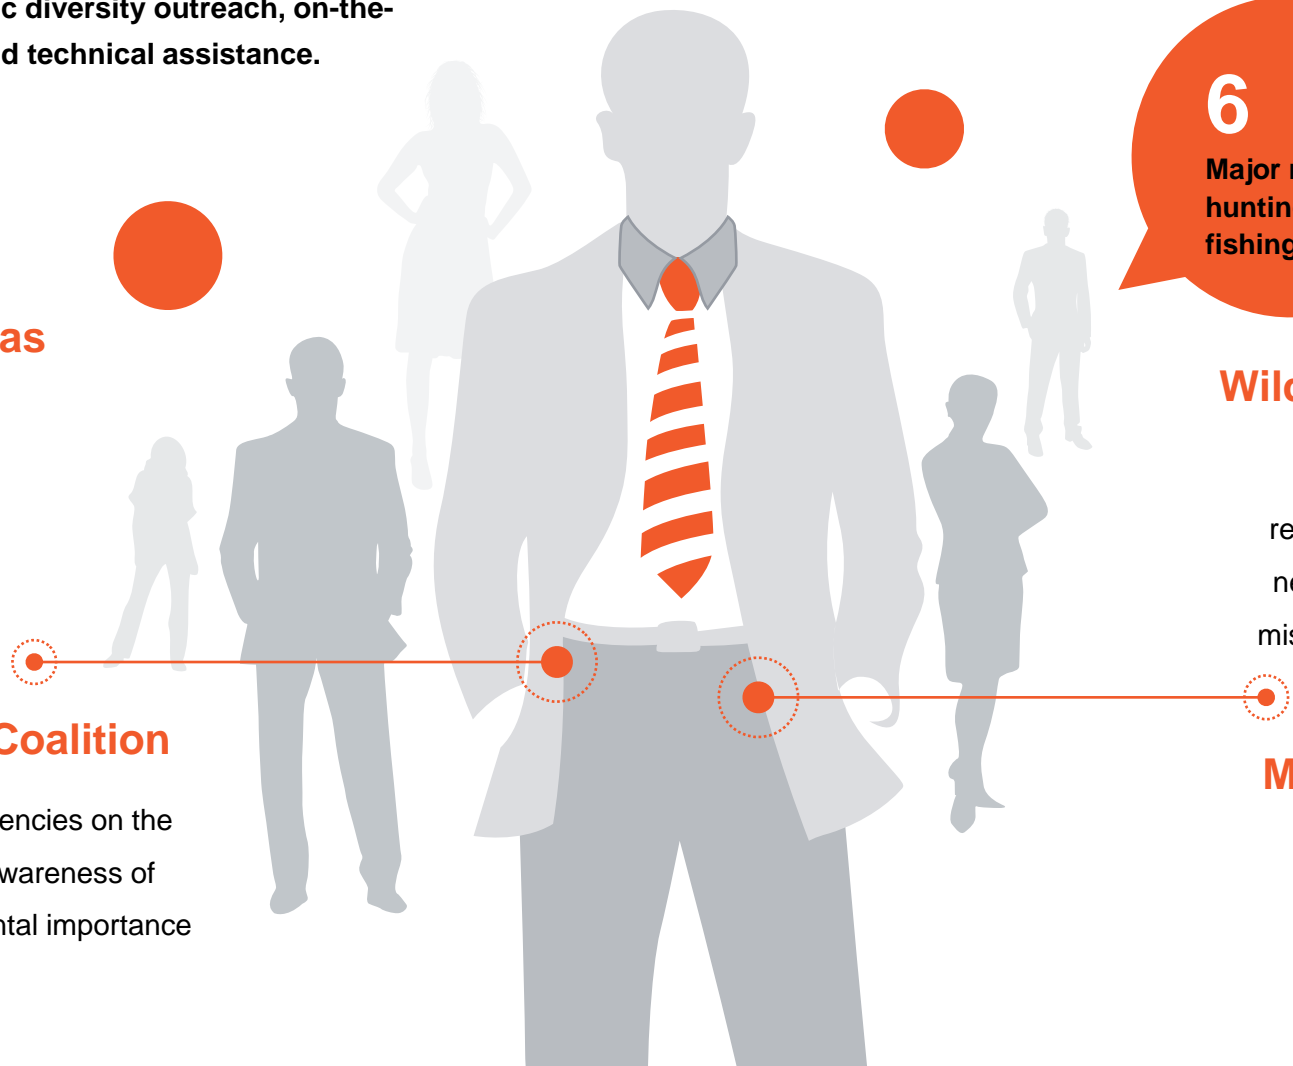 c diversity outreach, on-the-
d technical assistance.
6
Major
huntin
fishing
as
Wild
re
ne
mis
Coalition
M
encies on the
wareness of
ntal importance